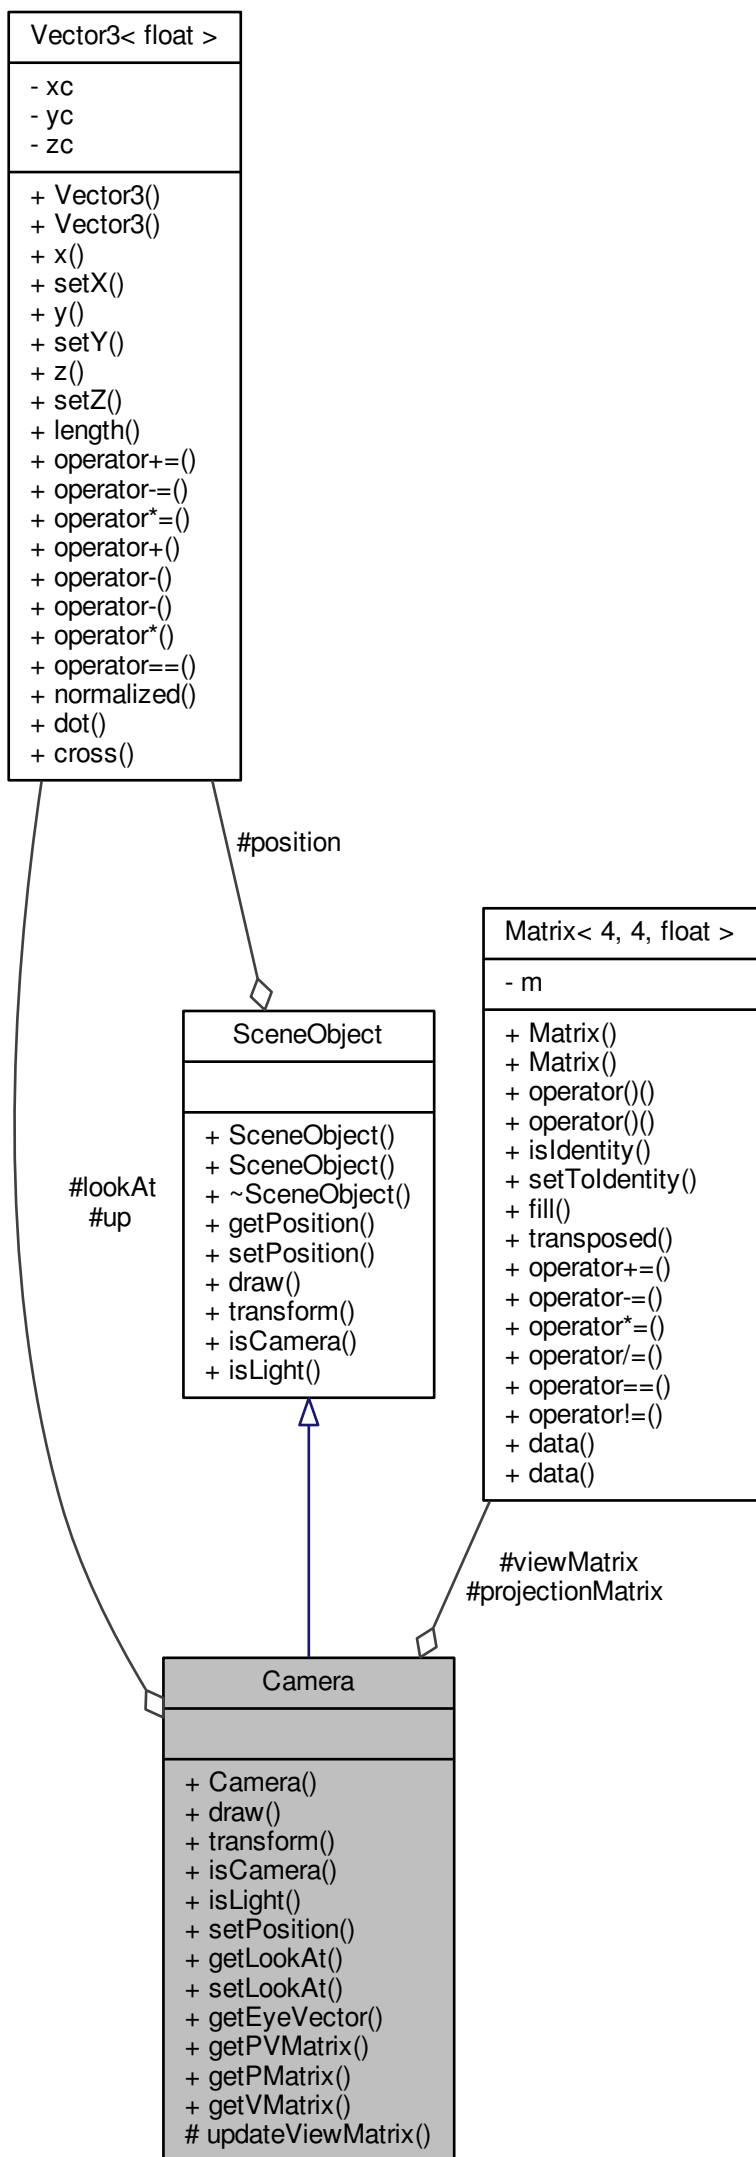 Vector3< float >
- xc
- yc
- zc
+ Vector3()
+ Vector3()
+ x()
+ setX()
+ y()
+ setY()
+ z()
+ setZ()
+ length()
+ operator+=()
+ operator-=()
+ operator*=()
+ operator+()
+ operator-()
+ operator-()
+ operator*()
+ operator==()
+ normalized()
+ dot()
+ cross()
#position
Matrix< 4, 4, float >
- m
+ Matrix()
+ Matrix()
+ operator()()
+ operator()()
+ isIdentity()
+ setToIdentity()
+ fill()
+ transposed()
+ operator+=()
+ operator-=()
+ operator*=()
+ operator/=()
+ operator==()
+ operator!=()
+ data()
+ data()
SceneObject
+ SceneObject()
+ SceneObject()
+ ~SceneObject()
+ getPosition()
+ setPosition()
+ draw()
+ transform()
+ isCamera()
+ isLight()
#lookAt
#up
#viewMatrix
#projectionMatrix
Camera
+ Camera()
+ draw()
+ transform()
+ isCamera()
+ isLight()
+ setPosition()
+ getLookAt()
+ setLookAt()
+ getEyeVector()
+ getPVMatrix()
+ getPMatrix()
+ getVMatrix()
# updateViewMatrix()